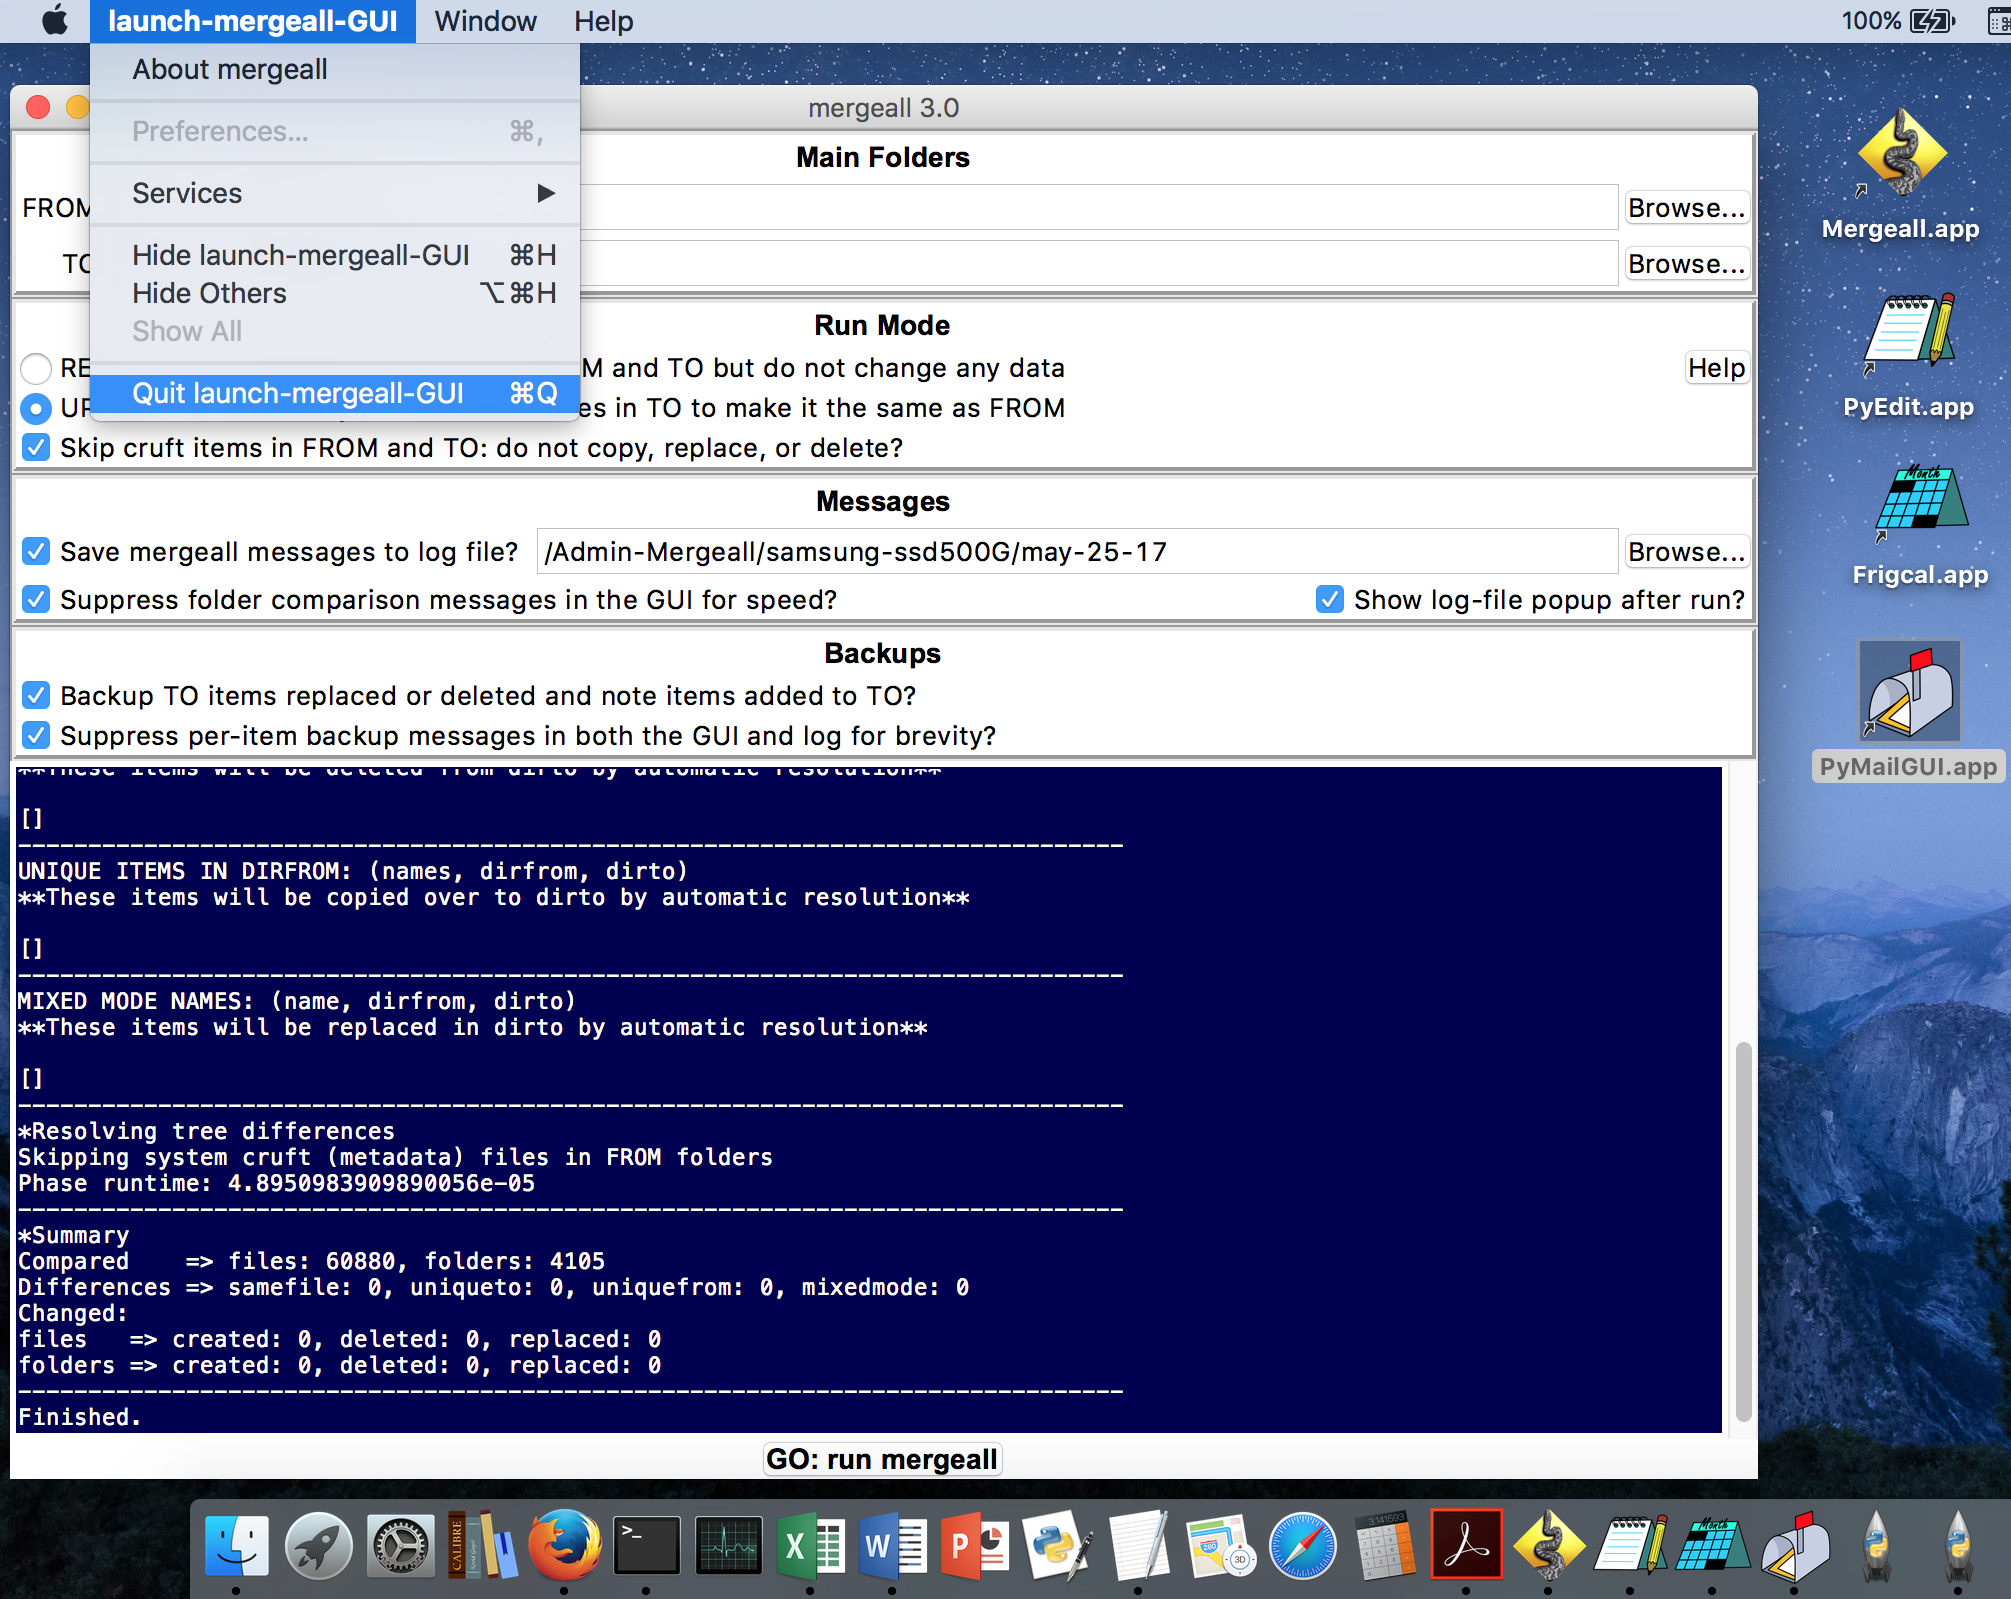 launch-mergeall-GUI Window Help 100%
About mergeall
Preferences... ⌘,
Services ▶
Hide launch-mergeall-GUI ⌘H
Hide Others ⌥⌘H
Show All
Quit launch-mergeall-GUI ⌘Q
mergeall 3.0
Main Folders
FROM Browse...
TO Browse...
Run Mode
RE M and TO but do not change any data Help
UP es in TO to make it the same as FROM
Skip cruft items in FROM and TO: do not copy, replace, or delete?
Messages
Save mergeall messages to log file? /Admin-Mergeall/samsung-ssd500G/may-25-17 Browse...
Suppress folder comparison messages in the GUI for speed? Show log-file popup after run?
Backups
Backup TO items replaced or deleted and note items added to TO?
Suppress per-item backup messages in both the GUI and log for brevity?
**These items will be deleted from dirto by automatic resolution**
[]
-------------------------------------------------------------------------------
UNIQUE ITEMS IN DIRFROM: (names, dirfrom, dirto)
**These items will be copied over to dirto by automatic resolution**
[]
-------------------------------------------------------------------------------
MIXED MODE NAMES: (name, dirfrom, dirto)
**These items will be replaced in dirto by automatic resolution**
[]
-------------------------------------------------------------------------------
*Resolving tree differences
Skipping system cruft (metadata) files in FROM folders
Phase runtime: 4.8950983909890056e-05
-------------------------------------------------------------------------------
*Summary
Compared    => files: 60880, folders: 4105
Differences => samefile: 0, uniqueto: 0, uniquefrom: 0, mixedmode: 0
Changed:
files   => created: 0, deleted: 0, replaced: 0
folders => created: 0, deleted: 0, replaced: 0
-------------------------------------------------------------------------------
Finished.
GO: run mergeall
Mergeall.app
PyEdit.app
Month
Frigcal.app
PyMailGUI.app
CALIBRE
>_
X
W
P
280
3D
3.141593
Month